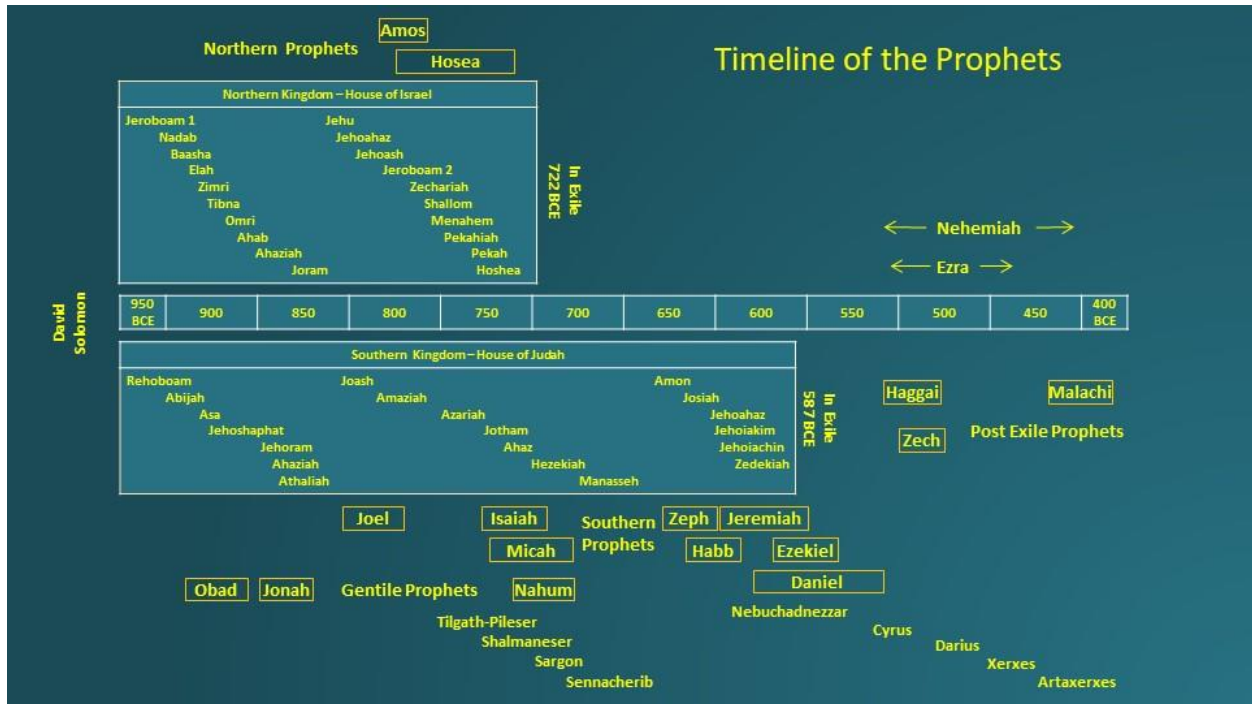 Timeline of the Prophets
Northern Prophets
Amos
Hosea
Northern Kingdom – House of Israel
Jeroboam 1
Nadab
Baasha
Elah
Zimri
Tibna
Omri
Ahab
Ahaziah
Joram
Jehu
Jehoahaz
Jehoash
Jeroboam 2
Zechariah
Shallom
Menahem
Pekahiah
Pekah
Hoshea
In Exile
722 BCE
Nehemiah
Ezra
David
Solomon
950 BCE 900 850 800 750 700 650 600 550 500 450 400 BCE
Southern Kingdom – House of Judah
Rehoboam
Abijah
Asa
Jehoshaphat
Jehoram
Ahaziah
Athaliah
Joash
Amaziah
Azariah
Jotham
Ahaz
Hezekiah
Manasseh
Amon
Josiah
Jehoahaz
Jehoiakim
Jehoiachin
Zedekiah
In Exile
587 BCE
Haggai
Malachi
Zech
Post Exile Prophets
Joel
Isaiah
Micah
Southern
Prophets
Zeph
Jeremiah
Habb
Ezekiel
Daniel
Obad
Jonah
Gentile Prophets
Nahum
Tilgath-Pileser
Shalmaneser
Sargon
Sennacherib
Nebuchadnezzar
Cyrus
Darius
Xerxes
Artaxerxes